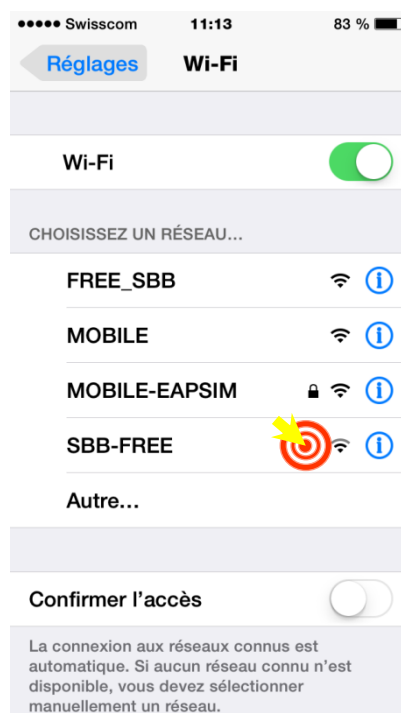 Swisscom 11:13 83 %
Réglages Wi-Fi
Wi-Fi
CHOISISSEZ UN RÉSEAU...
FREE_SBB
MOBILE
MOBILE-EAPSIM
SBB-FREE
Autre...
Confirmer l'accès
La connexion aux réseaux connus est
automatique. Si aucun réseau connu n'est
disponible, vous devez sélectionner
manuellement un réseau.